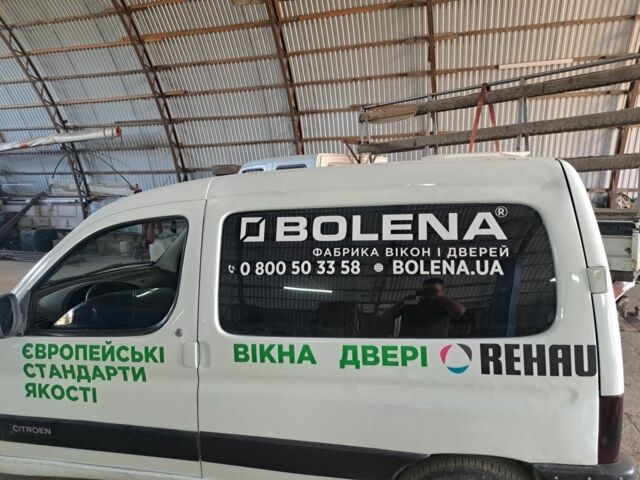 BOLENA®
ФАБРИКА ВІКОН І ДВЕРЕЙ
0 800 50 33 58 BOLENA.UA
ЄВРОПЕЙСЬКІ
СТАНДАРТИ
ЯКОСТІ
ВІКНА ДВЕРІ REHAU
CITROEN